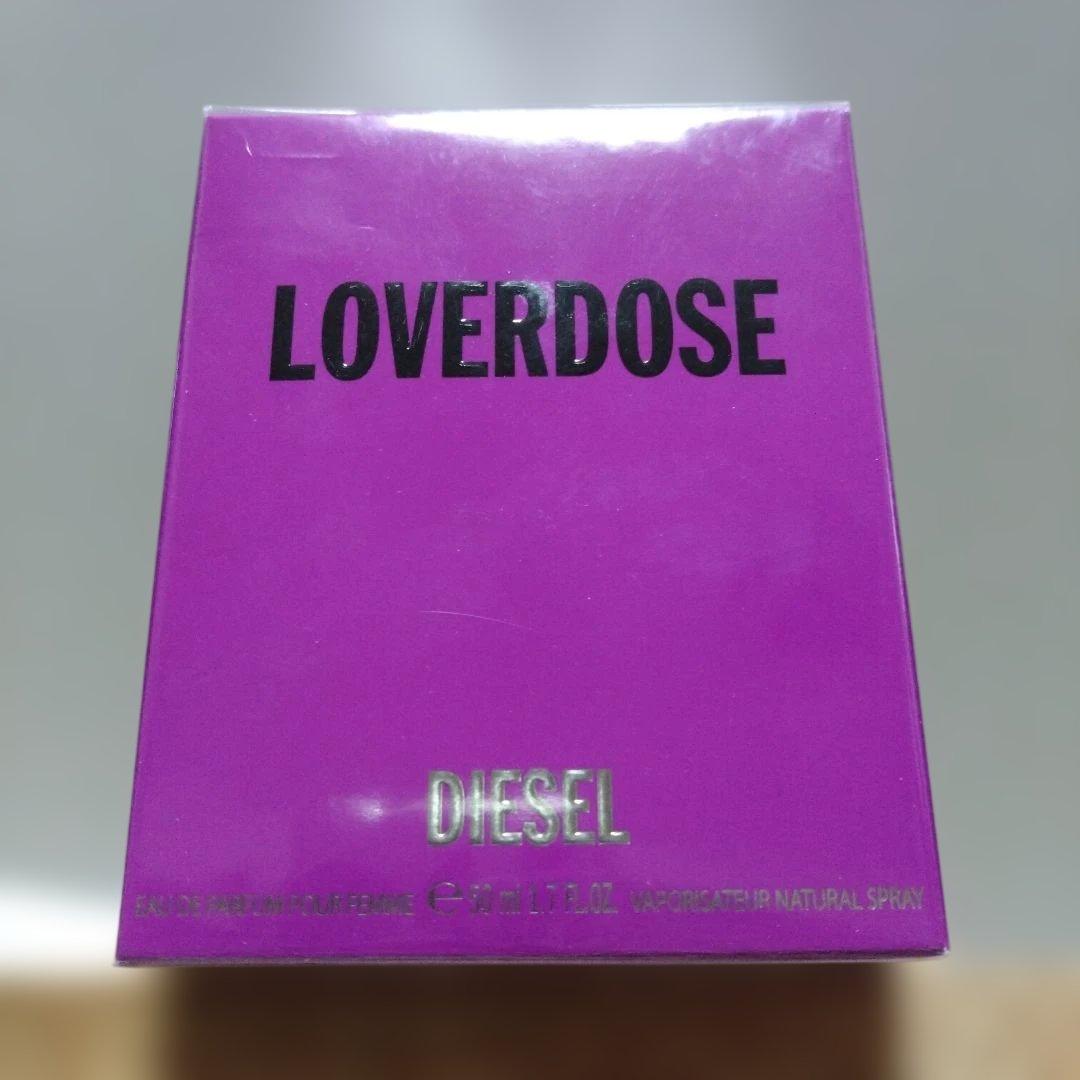 LOVERDOSE
DIESEL
EAU DE PARFUM POUR FEMME ℮ 50 ml 1.7 FL.OZ. VAPORISATEUR NATURAL SPRAY